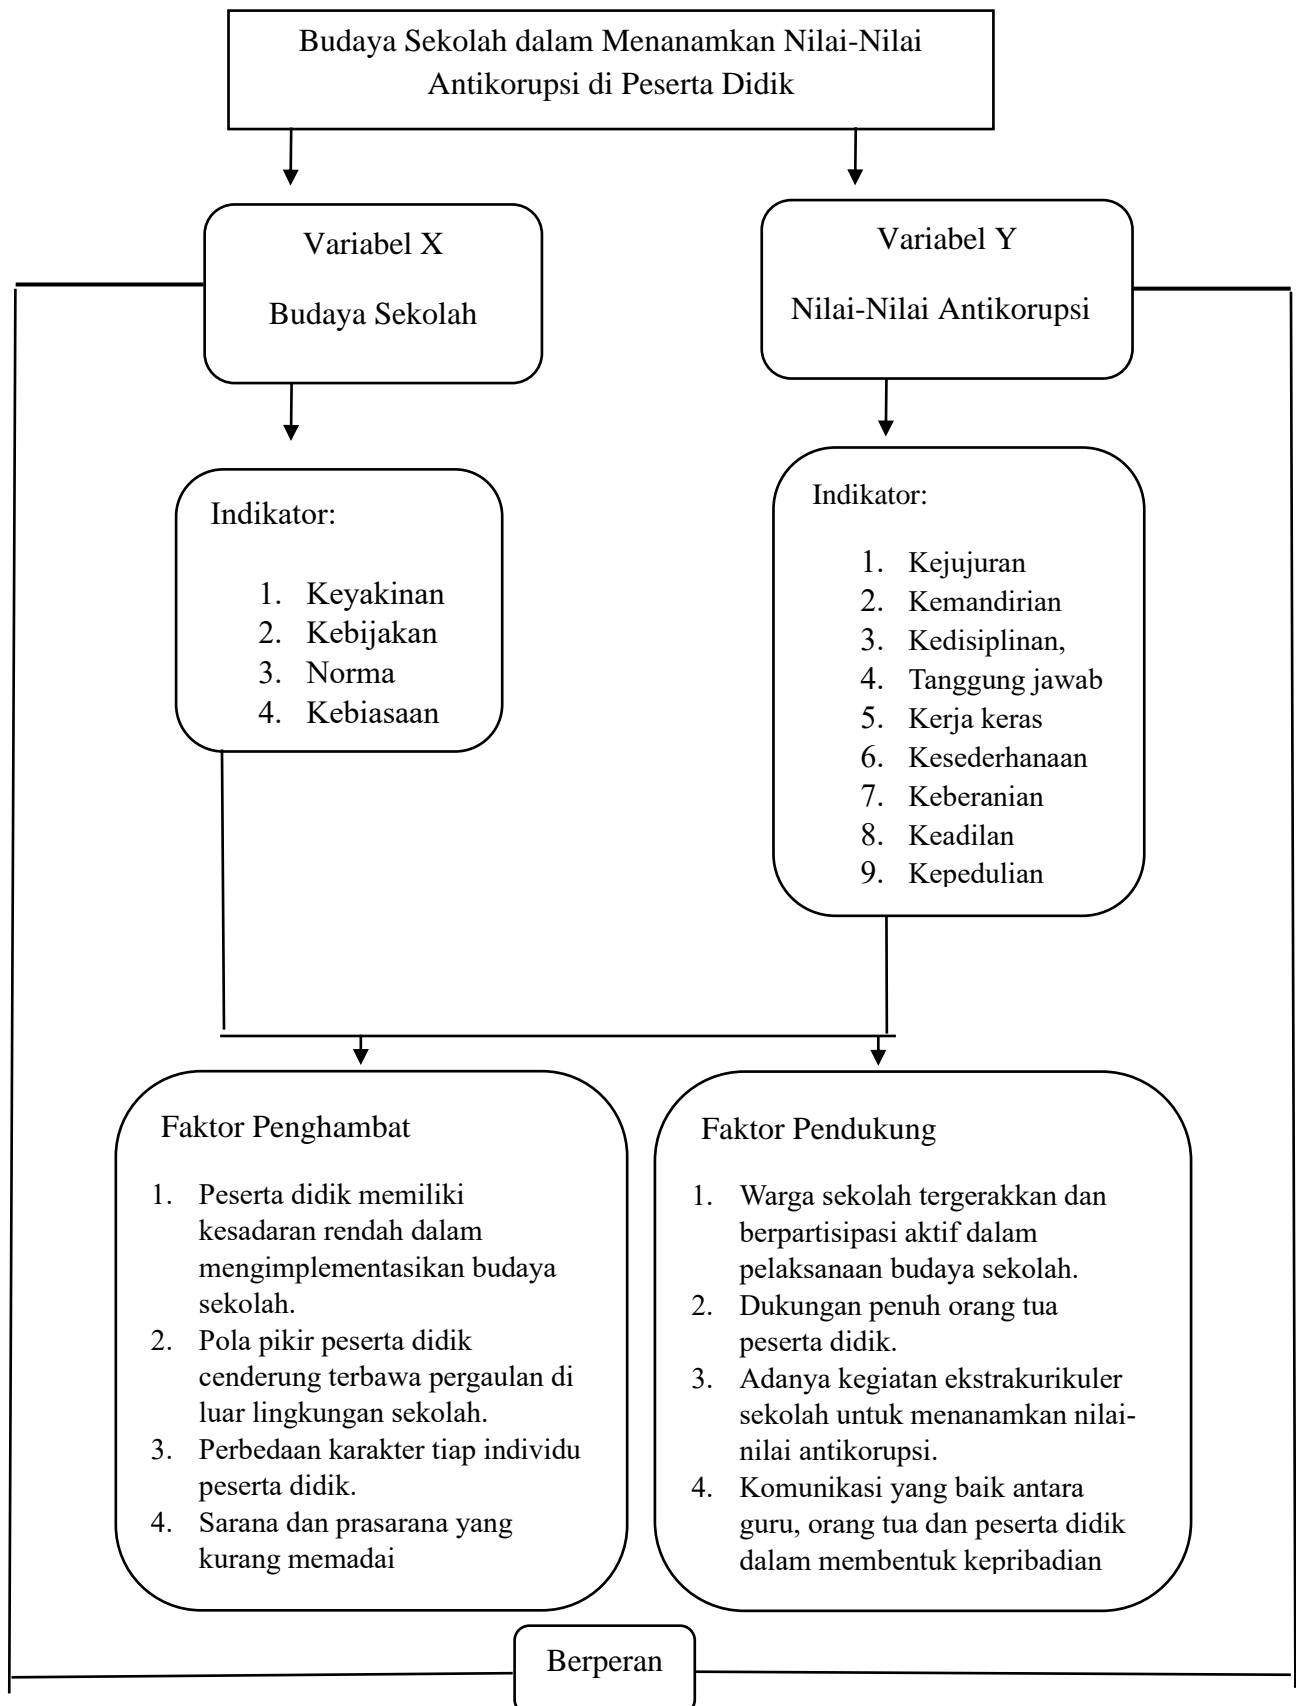 Budaya Sekolah dalam Menanamkan Nilai-Nilai
Antikorupsi di Peserta Didik
Variabel X
Budaya Sekolah
Variabel Y
Nilai-Nilai Antikorupsi
Indikator:
1. Keyakinan
2. Kebijakan
3. Norma
4. Kebiasaan
Indikator:
1. Kejujuran
2. Kemandirian
3. Kedisiplinan,
4. Tanggung jawab
5. Kerja keras
6. Kesederhanaan
7. Keberanian
8. Keadilan
9. Kepedulian
Faktor Penghambat
1. Peserta didik memiliki
kesadaran rendah dalam
mengimplementasikan budaya
sekolah.
2. Pola pikir peserta didik
cenderung terbawa pergaulan di
luar lingkungan sekolah.
3. Perbedaan karakter tiap individu
peserta didik.
4. Sarana dan prasarana yang
kurang memadai
Faktor Pendukung
1. Warga sekolah tergerakkan dan
berpartisipasi aktif dalam
pelaksanaan budaya sekolah.
2. Dukungan penuh orang tua
peserta didik.
3. Adanya kegiatan ekstrakurikuler
sekolah untuk menanamkan nilai-
nilai antikorupsi.
4. Komunikasi yang baik antara
guru, orang tua dan peserta didik
dalam membentuk kepribadian
Berperan